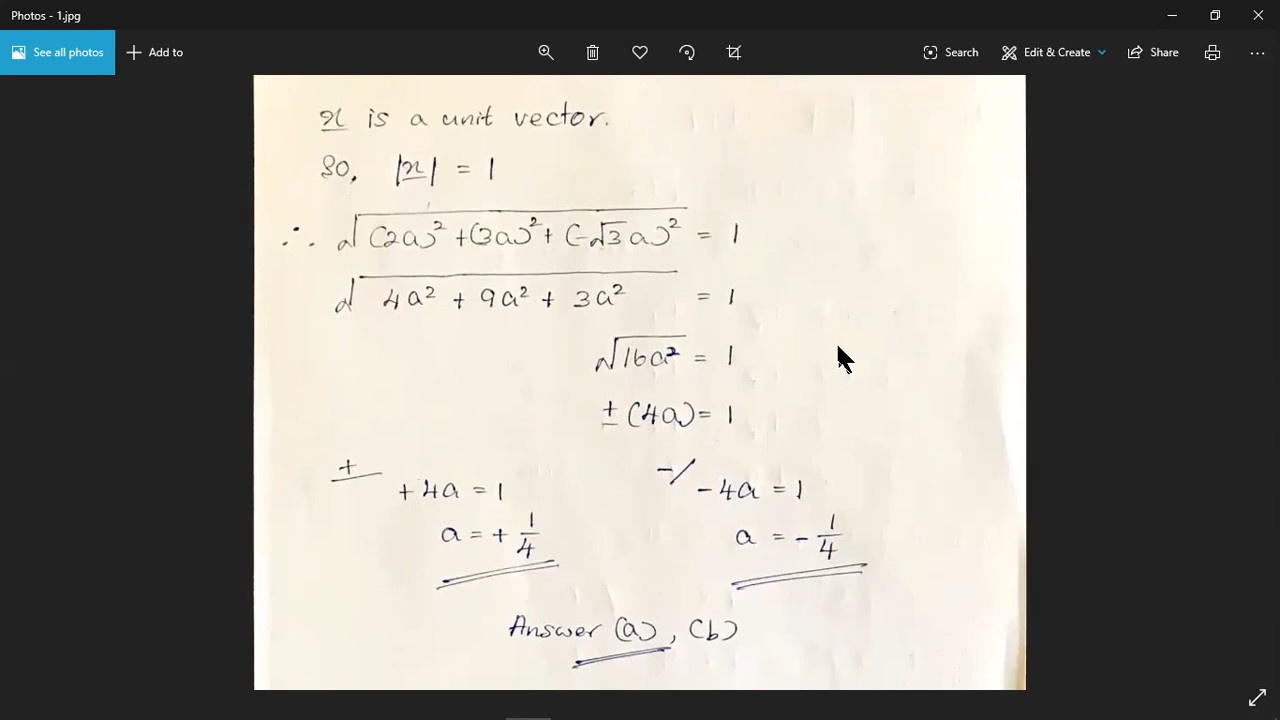 Photos - 1.jpg
See all photos
Add to
Search
Edit & Create
Share
x is a unit vector.
So, |x| = 1
∴ √((2a)² + (3a)² + (-√3 a)²) = 1
√(4a² + 9a² + 3a²) = 1
√(16a²) = 1
± (4a) = 1
+
+ 4a = 1
a = + 1/4
-/
- 4a = 1
a = - 1/4
Answer (a), (b)